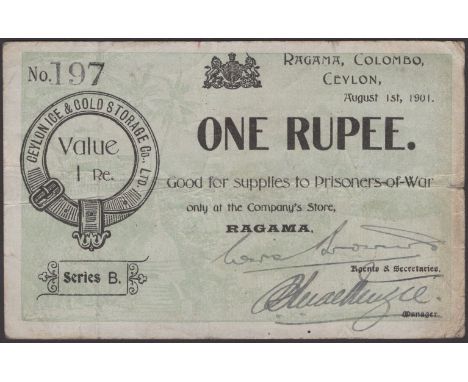 No. 197
RAGAMA, COLOMBO,
CEYLON,
August 1st, 1901.
CEYLON ICE & COLD STORAGE CO., LTD.
Value
1 RE.
ONE RUPEE.
Good for supplies to Prisoners-of-War
only at the Company's Store,
RAGAMA,
Agents & Secretaries.
Series B.
Manager.